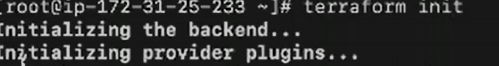 [root@ip-172-31-25-233 ~]# terraform init
Initializing the backend...
Initializing provider plugins...